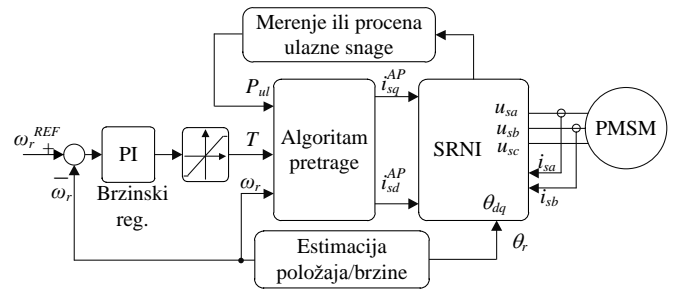 Merenje ili procena
ulazne snage
P_ul
i_sq^AP
ω_r^REF
+
−
ω_r
PI
Brzinski
reg.
T
ω_r
Algoritam
pretrage
i_sd^AP
SRNI
u_sa
u_sb
u_sc
i_sa
i_sb
θ_dq
θ_r
PMSM
Estimacija
položaja/brzine